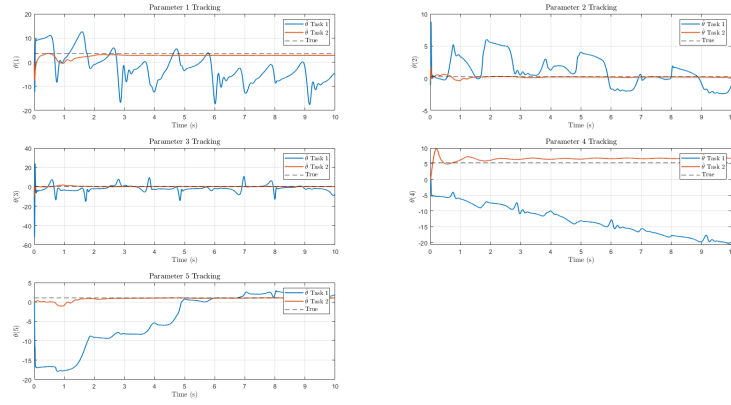 Parameter 1 Tracking
20
10
0
-10
-20
θ(1)
0 1 2 3 4 5 6 7 8 9 10
Time (s)
θ̂ Task 1
θ̂ Task 2
True
Parameter 2 Tracking
10
5
0
-5
θ(2)
0 1 2 3 4 5 6 7 8 9 10
Time (s)
θ̂ Task 1
θ̂ Task 2
True
Parameter 3 Tracking
40
20
0
-20
-40
-60
θ(3)
0 1 2 3 4 5 6 7 8 9 10
Time (s)
θ̂ Task 1
θ̂ Task 2
True
Parameter 4 Tracking
10
5
0
-5
-10
-15
-20
θ(4)
0 1 2 3 4 5 6 7 8 9 10
Time (s)
θ̂ Task 1
θ̂ Task 2
True
Parameter 5 Tracking
5
0
-5
-10
-15
-20
θ(5)
0 1 2 3 4 5 6 7 8 9 10
Time (s)
θ̂ Task 1
θ̂ Task 2
True